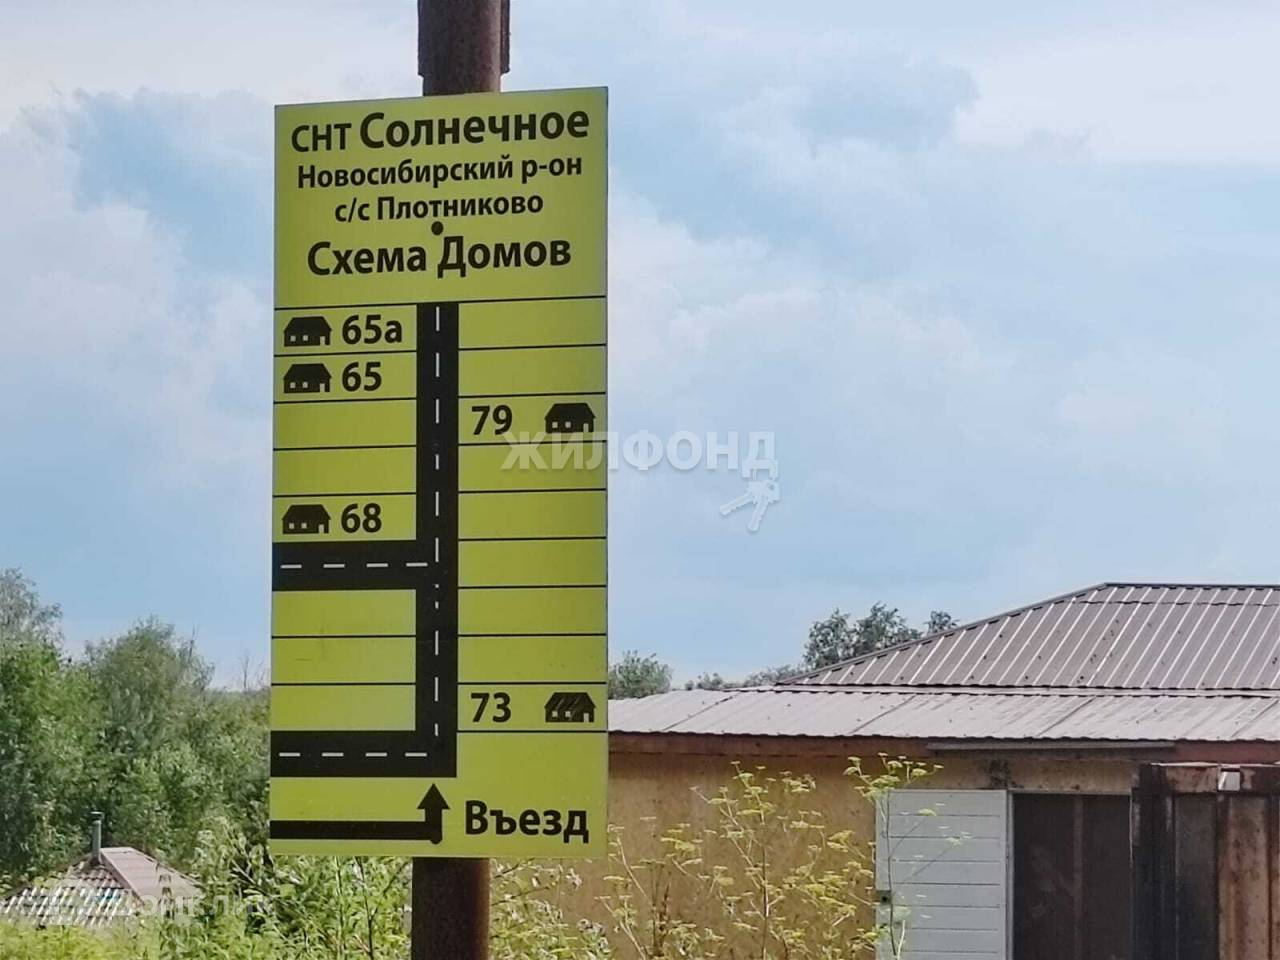 СНТ Солнечное
Новосибирский р-он
с/с Плотниково
Схема Домов
65а
65
79
ЖИЛФОНД
68
73
Въезд